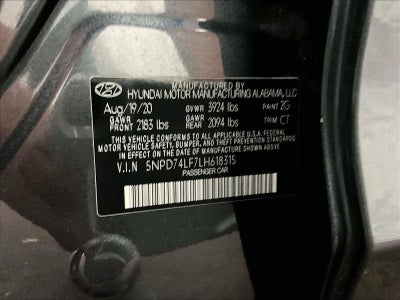 MANUFACTURED BY
HYUNDAI MOTOR MANUFACTURING ALABAMA, LLC
Aug/19/20 GVWR 3924 lbs PAINT 2G
GAWR FRONT 2183 lbs GAWR REAR 2094 lbs TRIM CT
THIS VEHICLE CONFORMS TO ALL APPLICABLE
U.S. FEDERAL MOTOR VEHICLE SAFETY,
BUMPER, AND THEFT PREVENTION STANDARDS
IN EFFECT ON THE DATE OF MANUFACTURE
SHOWN ABOVE.
V.I.N 5NPD74LF7LH618315
PASSENGER CAR